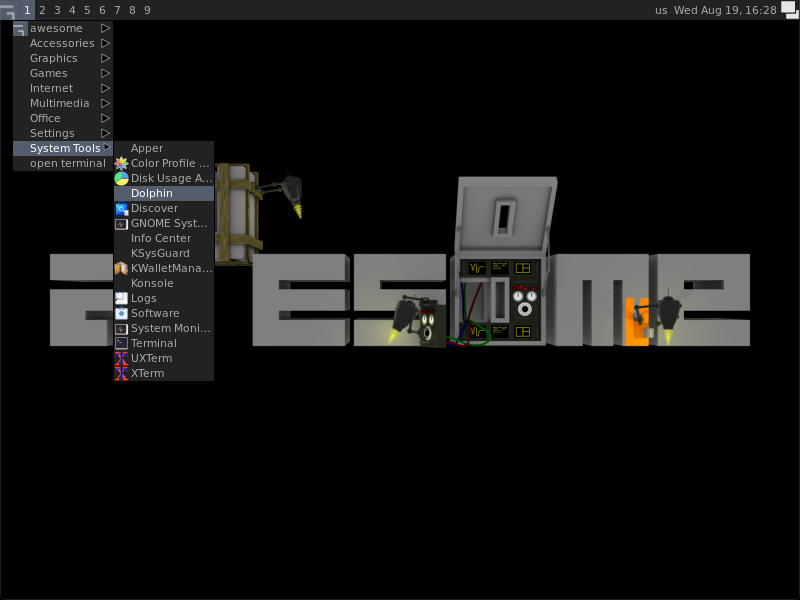 1 2 3 4 5 6 7 8 9
us Wed Aug 19, 16:28
awesome
Accessories
Graphics
Games
Internet
Multimedia
Office
Settings
System Tools
open terminal
Apper
Color Profile ...
Disk Usage A...
Dolphin
Discover
GNOME Syst...
Info Center
KSysGuard
KWalletMana...
Konsole
Logs
Software
System Moni...
Terminal
UXTerm
XTerm